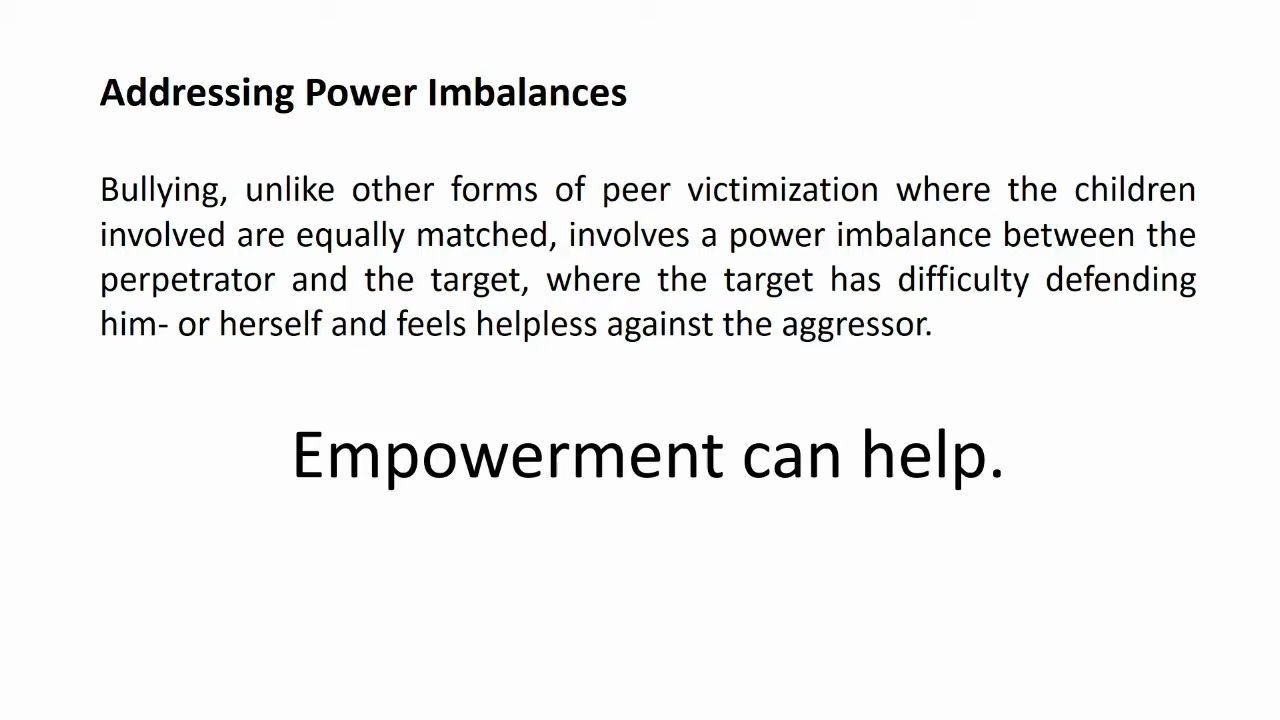 Addressing Power Imbalances
Bullying, unlike other forms of peer victimization where the children
involved are equally matched, involves a power imbalance between the
perpetrator and the target, where the target has difficulty defending
him- or herself and feels helpless against the aggressor.
Empowerment can help.